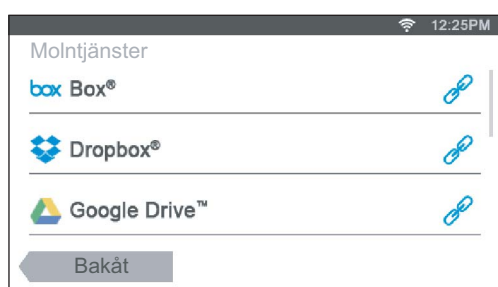 12:25PM
Molntjänster
box Box®
Dropbox®
Google Drive™
Bakåt